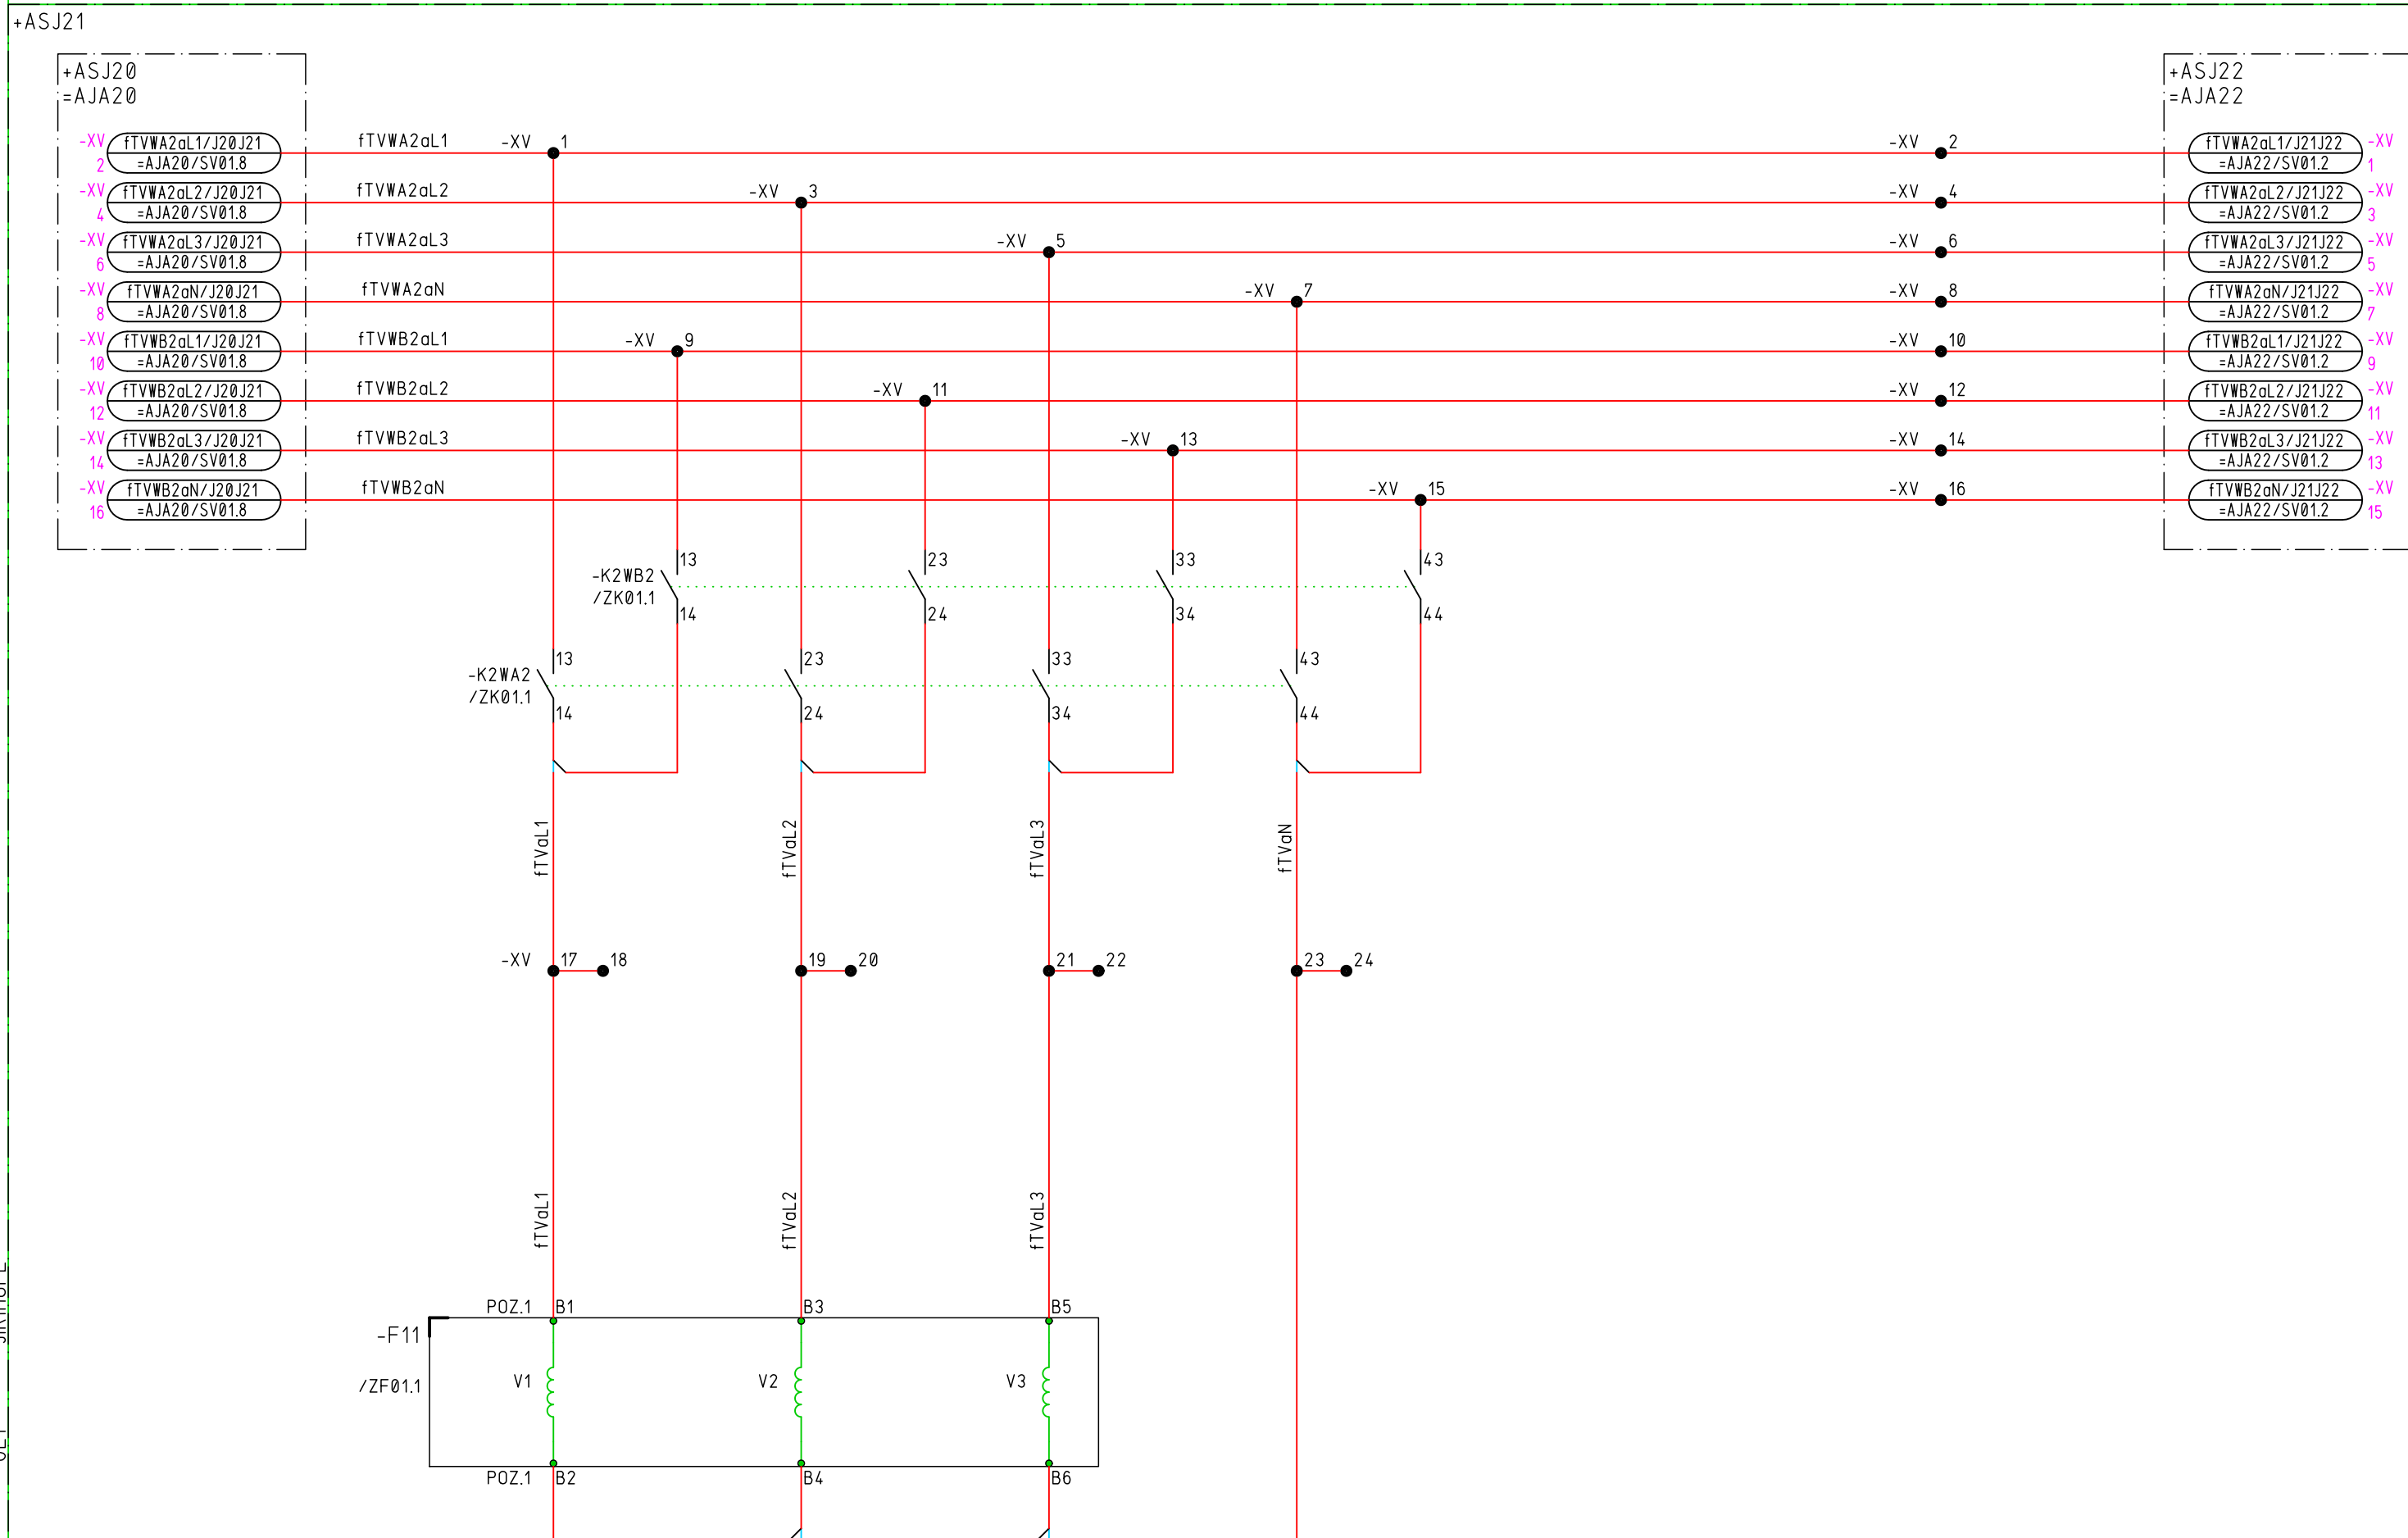 +ASJ21
+ASJ20
=AJA20
+ASJ22
=AJA22
-XV 2 fTVWA2aL1/J20J21 =AJA20/SV01.8 fTVWA2aL1 -XV 1 -XV 2 fTVWA2aL1/J21J22 =AJA22/SV01.2 -XV 1
-XV 4 fTVWA2aL2/J20J21 =AJA20/SV01.8 fTVWA2aL2 -XV 3 -XV 4 fTVWA2aL2/J21J22 =AJA22/SV01.2 -XV 3
-XV 6 fTVWA2aL3/J20J21 =AJA20/SV01.8 fTVWA2aL3 -XV 5 -XV 6 fTVWA2aL3/J21J22 =AJA22/SV01.2 -XV 5
-XV 8 fTVWA2aN/J20J21 =AJA20/SV01.8 fTVWA2aN -XV 7 -XV 8 fTVWA2aN/J21J22 =AJA22/SV01.2 -XV 7
-XV 10 fTVWB2aL1/J20J21 =AJA20/SV01.8 fTVWB2aL1 -XV 9 -XV 10 fTVWB2aL1/J21J22 =AJA22/SV01.2 -XV 9
-XV 12 fTVWB2aL2/J20J21 =AJA20/SV01.8 fTVWB2aL2 -XV 11 -XV 12 fTVWB2aL2/J21J22 =AJA22/SV01.2 -XV 11
-XV 14 fTVWB2aL3/J20J21 =AJA20/SV01.8 fTVWB2aL3 -XV 13 -XV 14 fTVWB2aL3/J21J22 =AJA22/SV01.2 -XV 13
-XV 16 fTVWB2aN/J20J21 =AJA20/SV01.8 fTVWB2aN -XV 15 -XV 16 fTVWB2aN/J21J22 =AJA22/SV01.2 -XV 15
13 23 33 43
-K2WB2
/ZK01.1
14 24 34 44
13 23 33 43
-K2WA2
/ZK01.1
14 24 34 44
fTVaL1 fTVaL2 fTVaL3 fTVaN
-XV 17 18 19 20 21 22 23 24
fTVaL1 fTVaL2 fTVaL3
POZ.1 B1 B3 B5
-F11
/ZF01.1
V1 V2 V3
POZ.1 B2 B4 B6